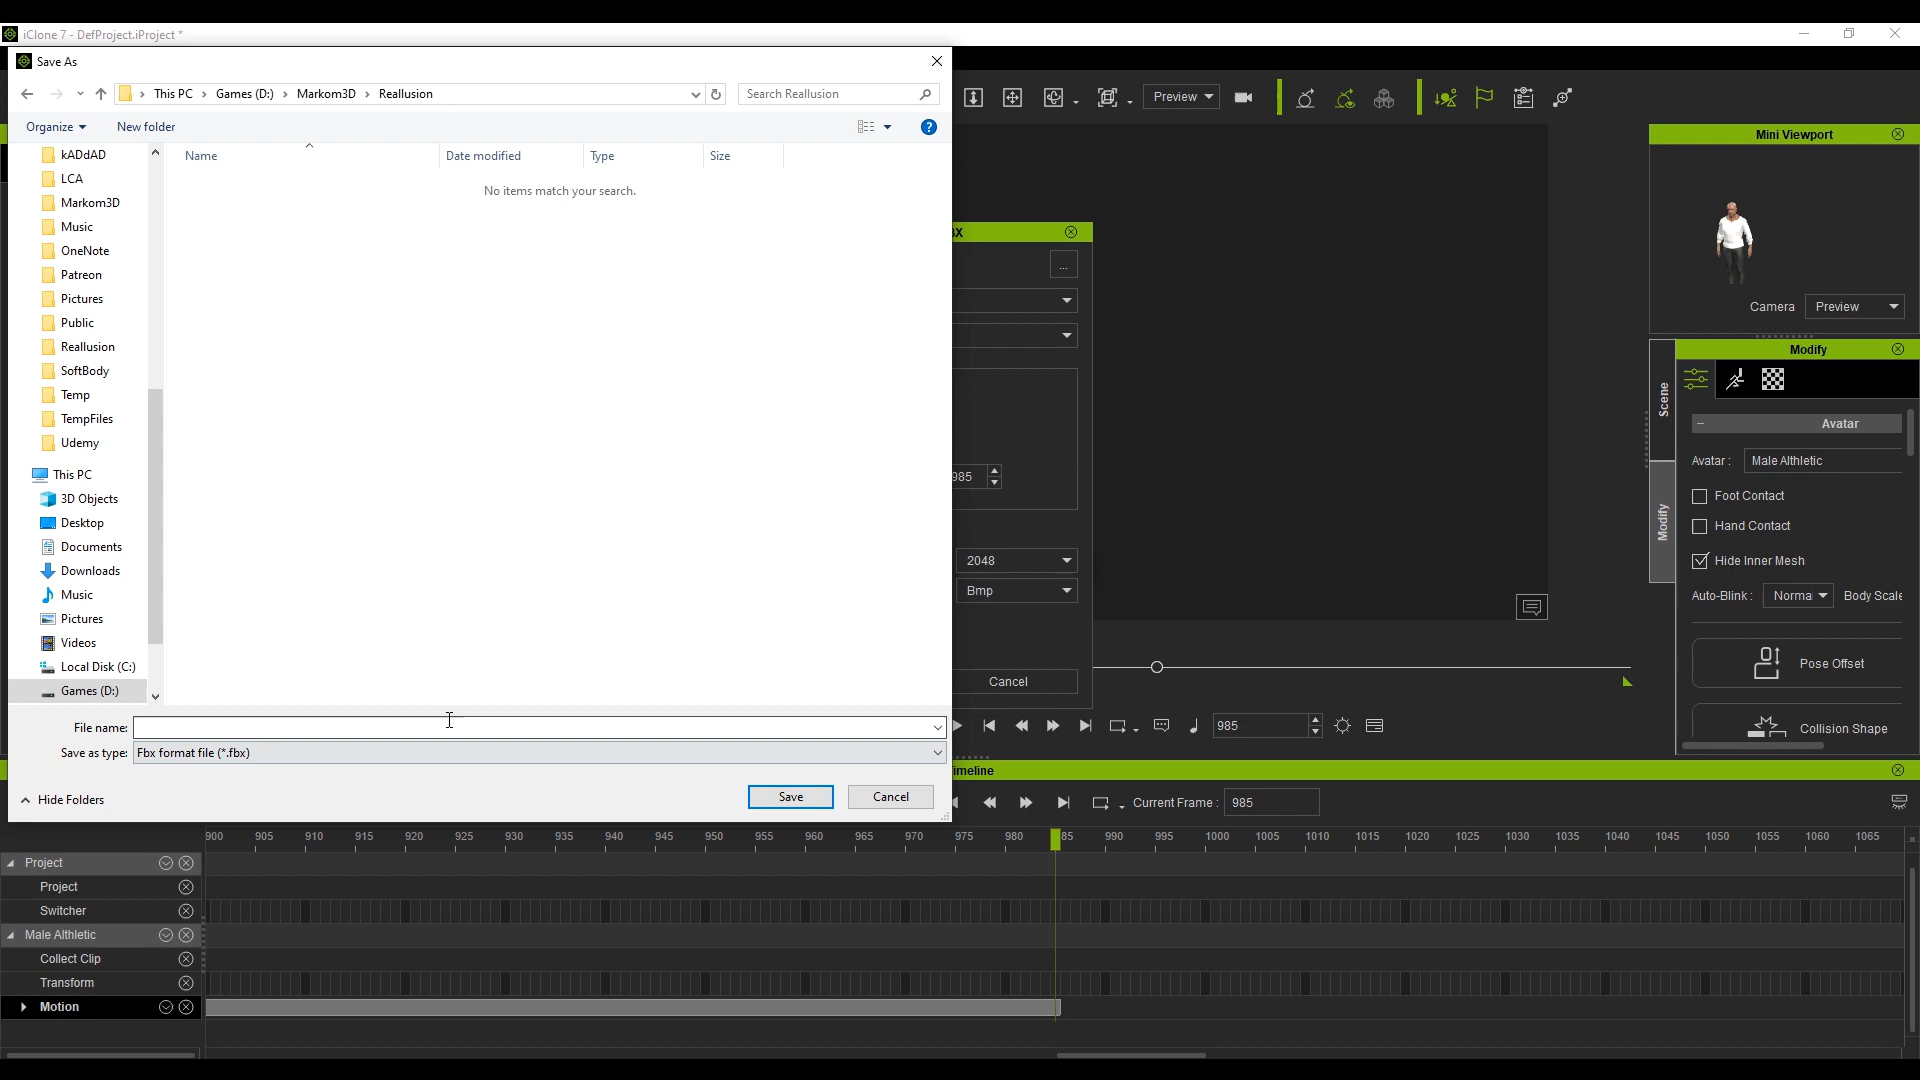 iClone 7 - DefProject.iProject *
Save As
This PC > Games (D:) > Markom3D > Reallusion
Search Reallusion
Organize
New folder
Name
Date modified
Type
Size
No items match your search.
kADdAD
LCA
Markom3D
Music
OneNote
Patreon
Pictures
Public
Reallusion
SoftBody
Temp
TempFiles
Udemy
This PC
3D Objects
Desktop
Documents
Downloads
Music
Pictures
Videos
Local Disk (C:)
Games (D:)
File name:
Save as type: Fbx format file (*.fbx)
Hide Folders
Save
Cancel
Preview
...
985
2048
Bmp
Cancel
985
Mini Viewport
Camera Preview
Modify
Scene
Modify
Avatar
Avatar : Male Althletic
Foot Contact
Hand Contact
Hide Inner Mesh
Auto-Blink : Norma
Body Scale
Pose Offset
Collision Shape
Current Frame : 985
900 905 910 915 920 925 930 935 940 945 950 955 960 965 970 975 980 85 990 995 1000 1005 1010 1015 1020 1025 1030 1035 1040 1045 1050 1055 1060 1065
Project
Project
Switcher
Male Althletic
Collect Clip
Transform
Motion